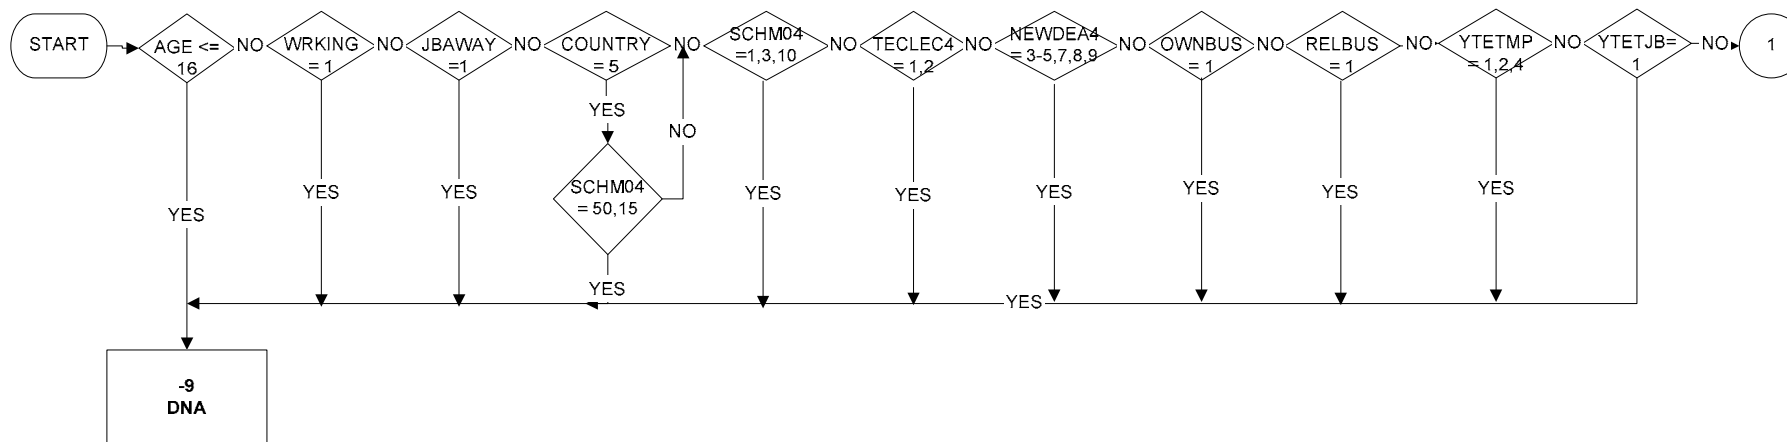 START
AGE <=
16
NO
WRKING
= 1
NO
JBAWAY
=1
NO
COUNTRY
= 5
NO
SCHM04
=1,3,10
NO
TECLEC4
= 1,2
NO
NEWDEA4
= 3-5,7,8,9
NO
OWNBUS
= 1
NO
RELBUS
= 1
NO
YTETMP
= 1,2,4
NO
YTETJB=
1
NO
1
YES
NO
SCHM04
= 50,15
YES
YES
YES
YES
YES
YES
YES
YES
YES
YES
YES
-9
DNA